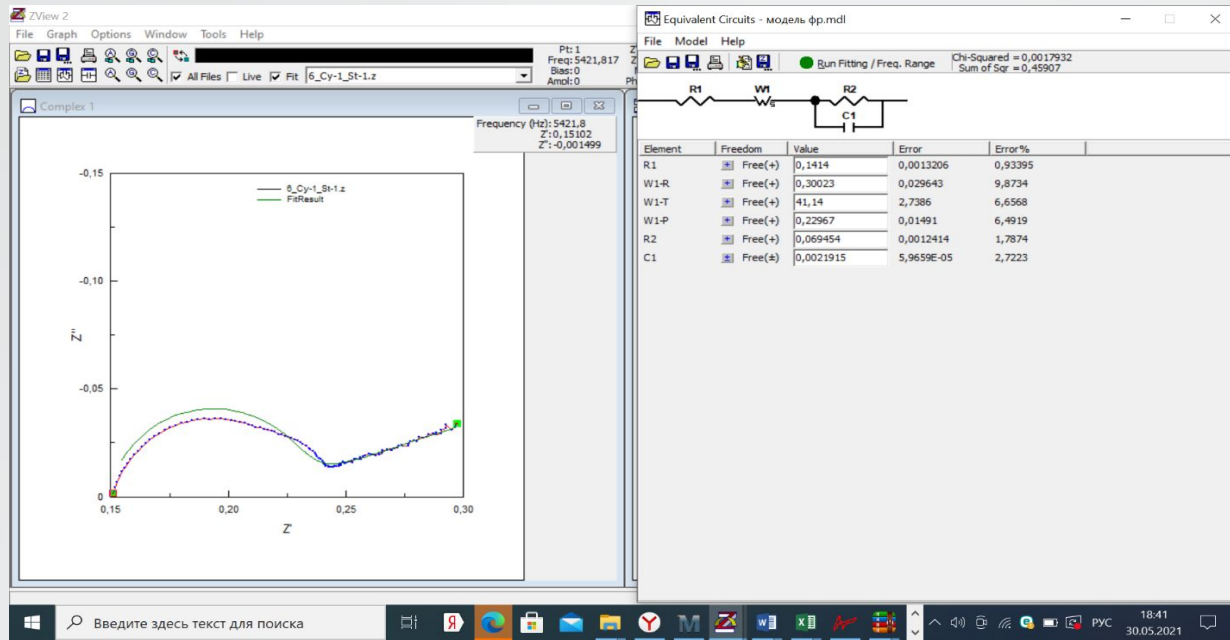 ZView 2
File Graph Options Window Tools Help
Pt: 1
Freq: 5421,817
Bias: 0
Ampl: 0
All Files Live Fit 6_Cy-1_St-1.z
Complex 1
Frequency (Hz): 5421,8
Z': 0,15102
Z'': -0,001499
6_Cy-1_St-1.z
FitResult
-0,15
-0,10
-0,05
0
Z''
0,15 0,20 0,25 0,30
Z'
Equivalent Circuits - модель фр.mdl
File Model Help
Run Fitting / Freq. Range
Chi-Squared = 0,0017932
Sum of Sqr = 0,45907
R1 W1 R2
s
C1
Element Freedom Value Error Error%
R1 Free(+) 0,1414 0,0013206 0,93395
W1-R Free(+) 0,30023 0,029643 9,8734
W1-T Free(+) 41,14 2,7386 6,6568
W1-P Free(+) 0,22967 0,01491 6,4919
R2 Free(+) 0,069454 0,0012414 1,7874
C1 Free(±) 0,0021915 5,9659E-05 2,7223
Введите здесь текст для поиска
РУС
18:41
30.05.2021